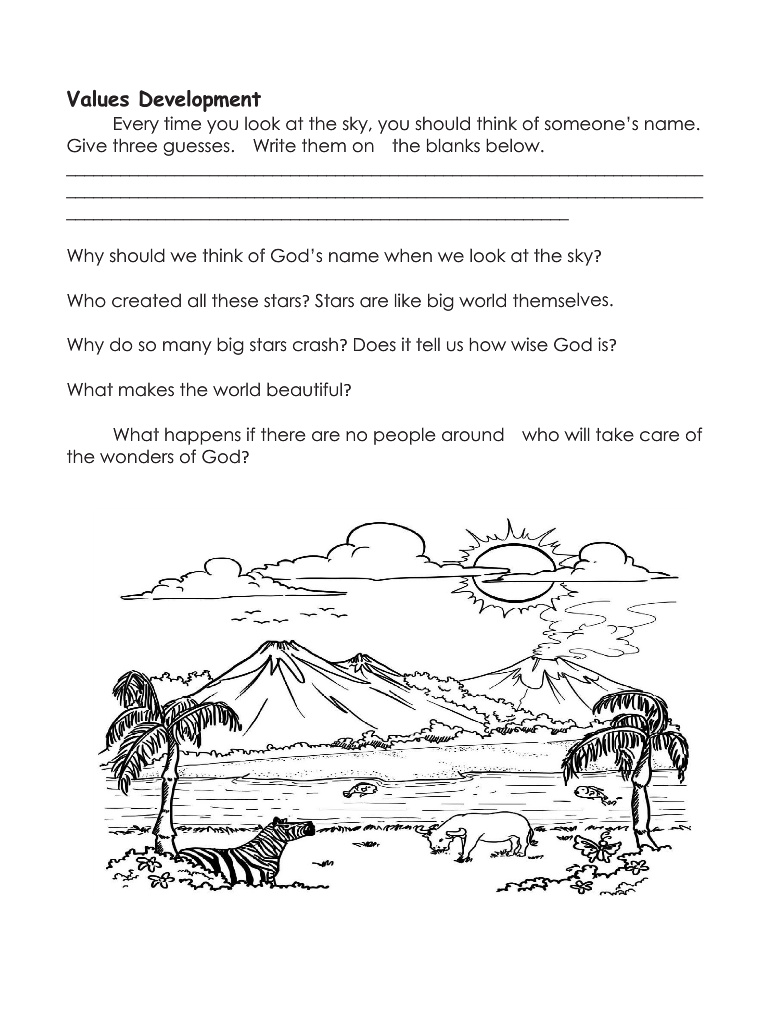 Values Development
Every time you look at the sky, you should think of someone's name.
Give three guesses. Write them on the blanks below.
Why should we think of God's name when we look at the sky?
Who created all these stars? Stars are like big world themselves.
Why do so many big stars crash? Does it tell us how wise God is?
What makes the world beautiful?
What happens if there are no people around who will take care of
the wonders of God?